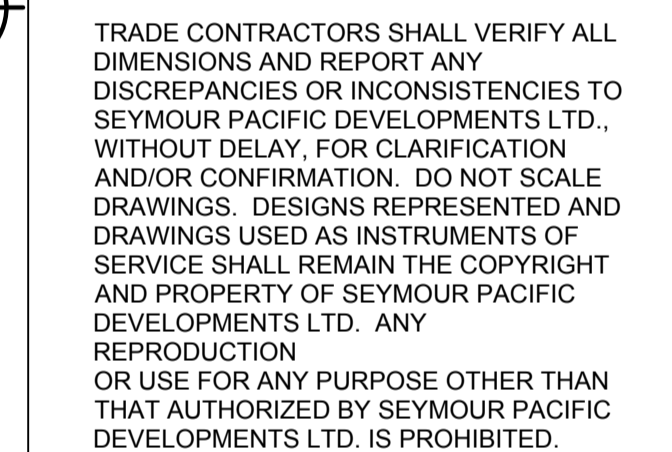 TRADE CONTRACTORS SHALL VERIFY ALL
DIMENSIONS AND REPORT ANY
DISCREPANCIES OR INCONSISTENCIES TO
SEYMOUR PACIFIC DEVELOPMENTS LTD.,
WITHOUT DELAY, FOR CLARIFICATION
AND/OR CONFIRMATION.  DO NOT SCALE
DRAWINGS.  DESIGNS REPRESENTED AND
DRAWINGS USED AS INSTRUMENTS OF
SERVICE SHALL REMAIN THE COPYRIGHT
AND PROPERTY OF SEYMOUR PACIFIC
DEVELOPMENTS LTD.  ANY
REPRODUCTION
OR USE FOR ANY PURPOSE OTHER THAN
THAT AUTHORIZED BY SEYMOUR PACIFIC
DEVELOPMENTS LTD. IS PROHIBITED.